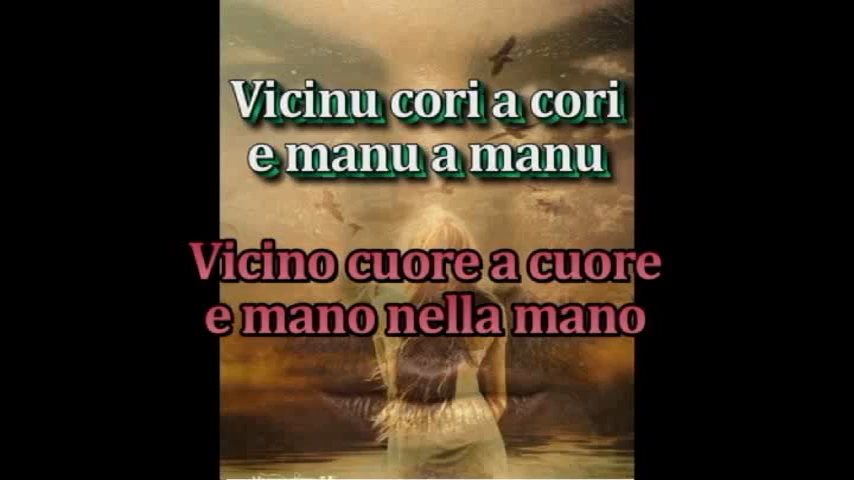 Vicinu cori a cori
e manu a manu
Vicino cuore a cuore
e mano nella mano